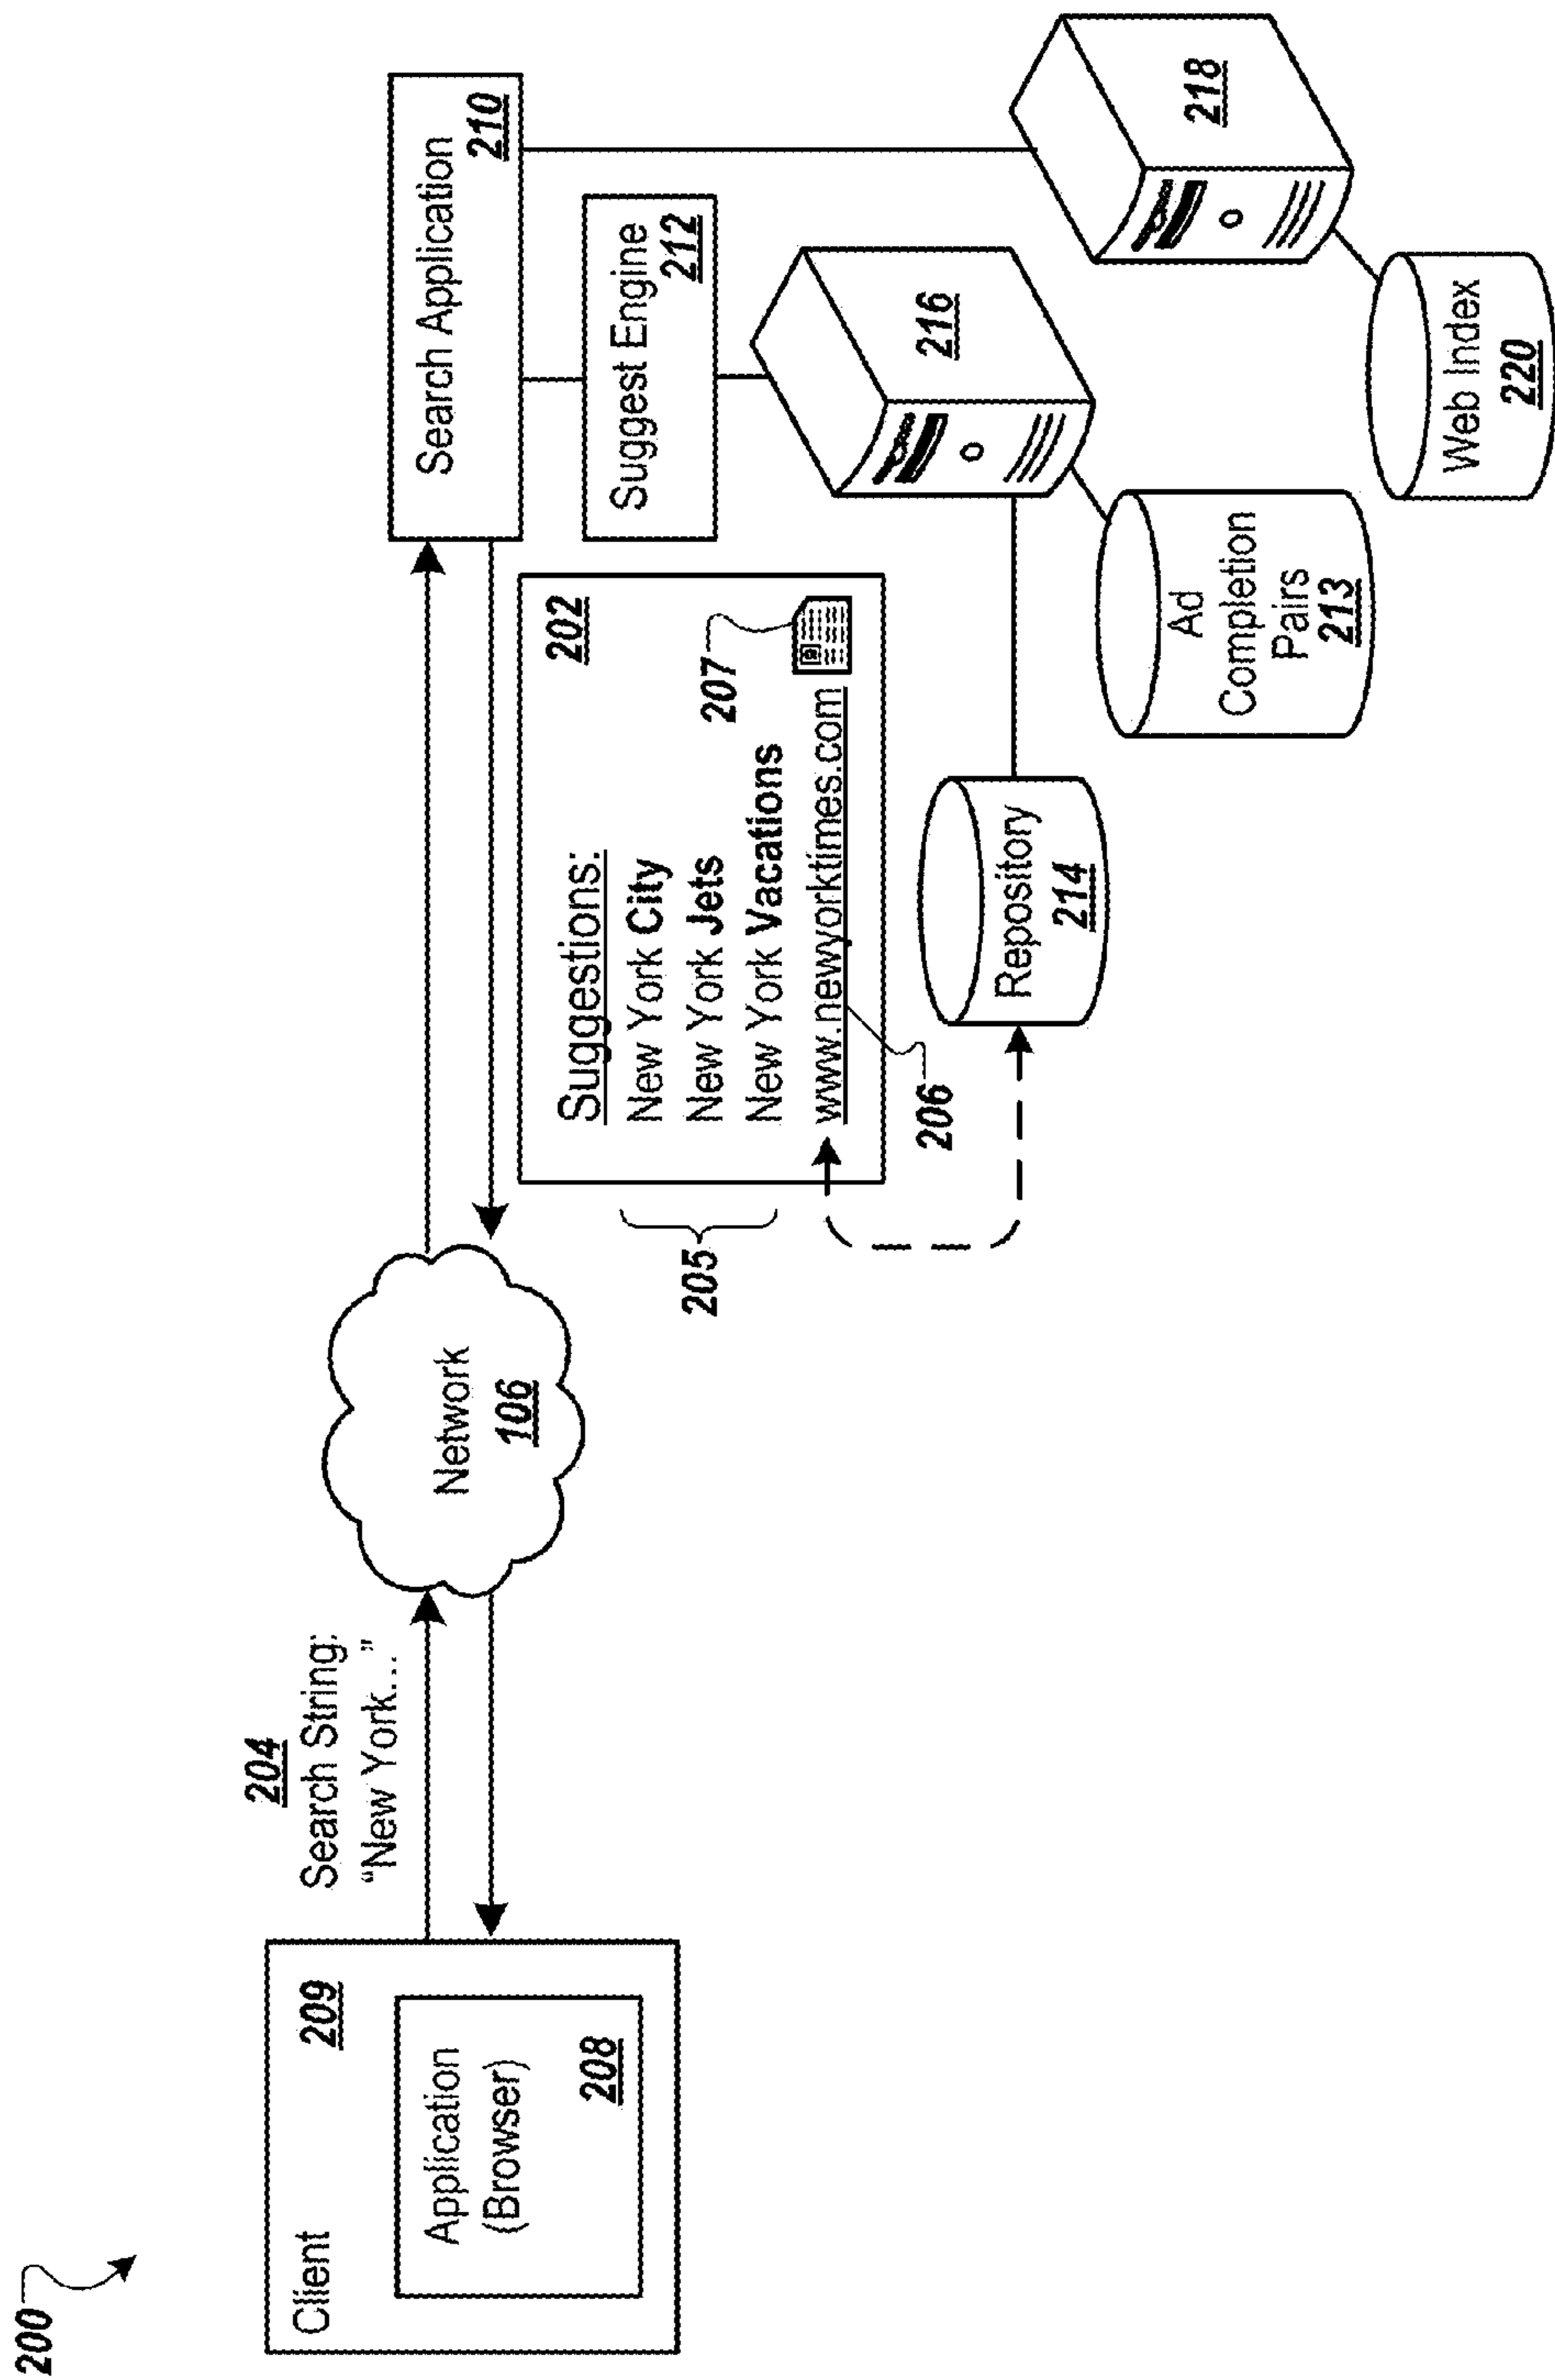 200
Client
209
Application
(Browser)
208
204
Search String:
“New York...”
Network
106
Search Application
210
Suggest Engine
212
202
Suggestions:
New York City
New York Jets
New York Vacations
www.newyorktimes.com
205
206
207
Repository
214
216
Ad
Completion
Pairs
213
218
Web Index
220